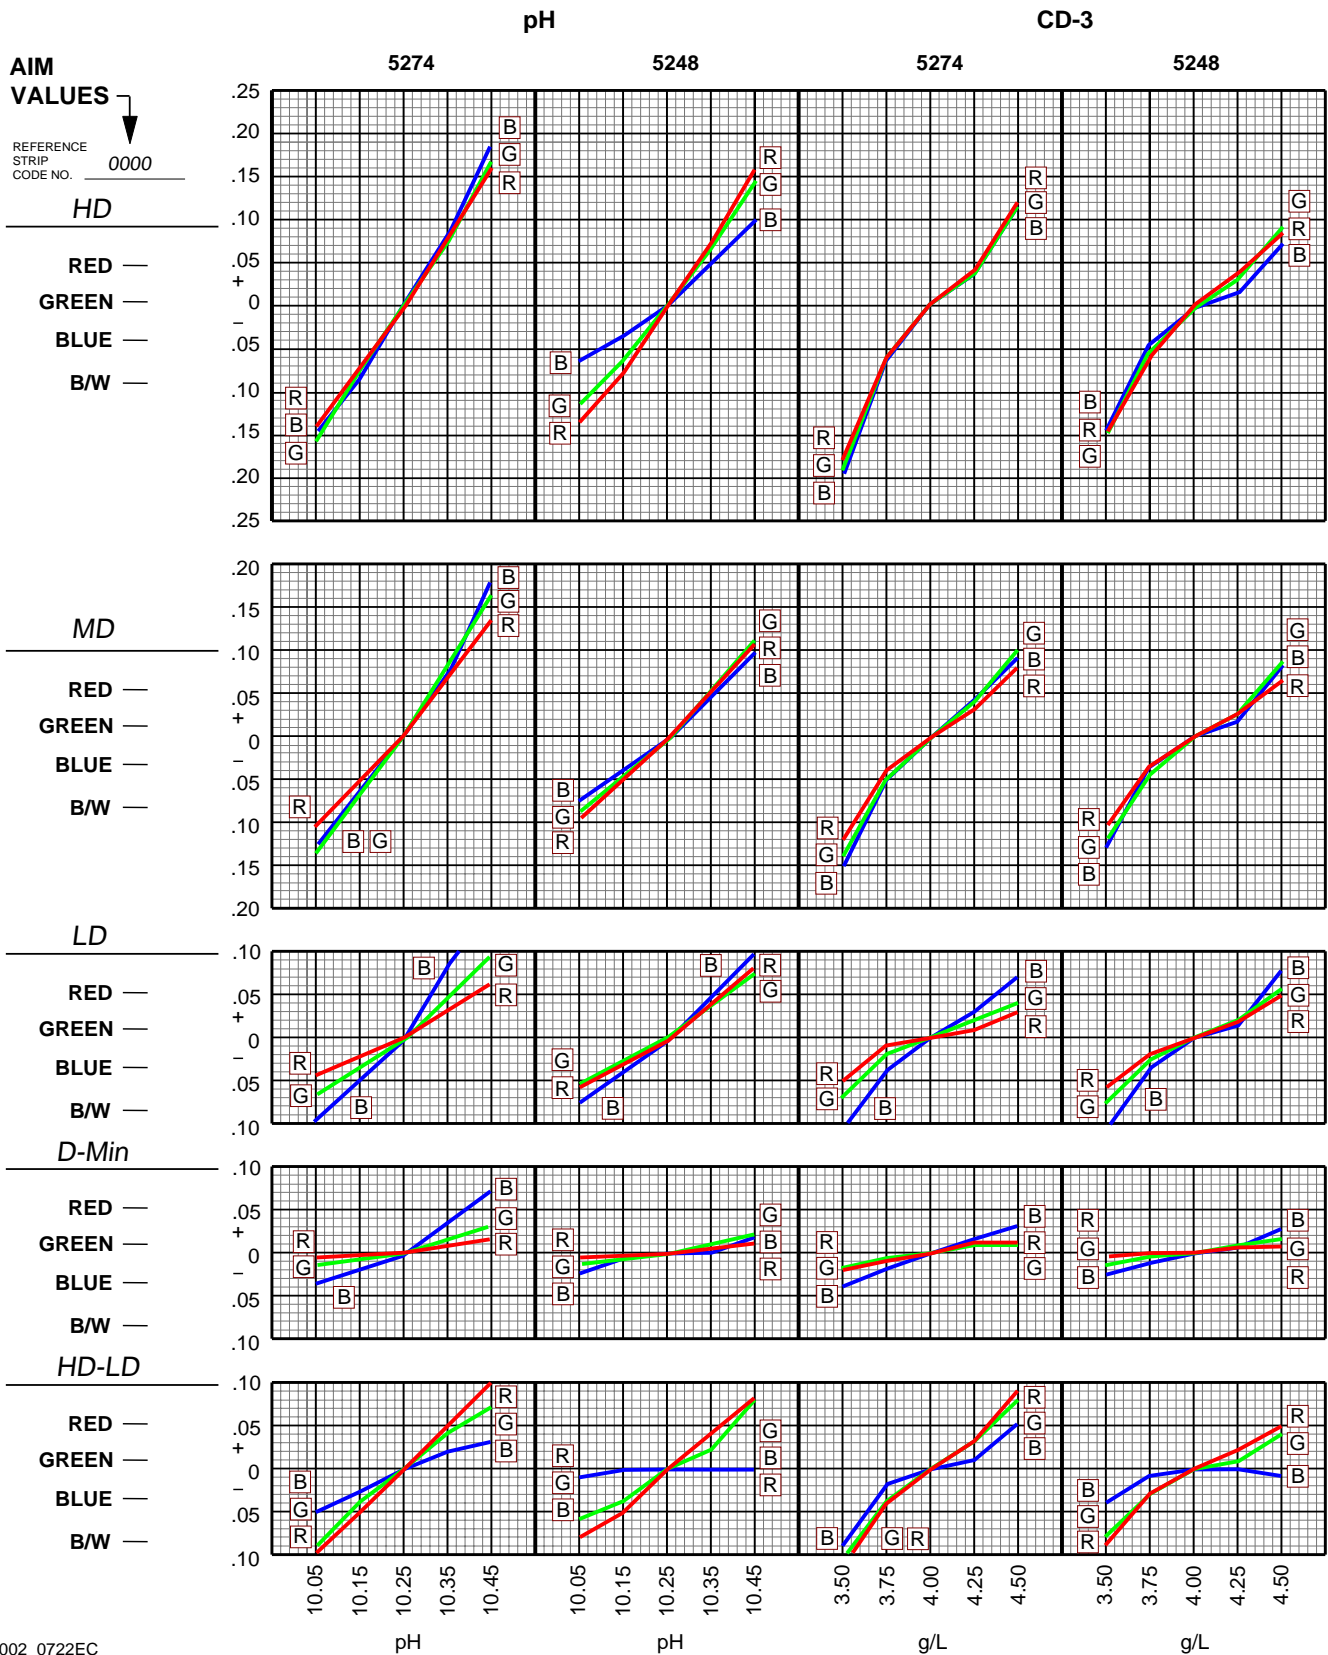 pH CD-3
5274 5248 5274 5248
AIM
VALUES
REFERENCE
STRIP
CODE NO. 0000
HD
RED —
GREEN —
BLUE —
B/W —
.25
.20
.15
.10
.05
+
0
–
.05
.10
.15
.20
.25
B
G
R
R
B
G
R
G
B
B
G
R
R
G
B
R
G
B
G
R
B
B
R
G
MD
RED —
GREEN —
BLUE —
B/W —
.20
.15
.10
.05
+
0
–
.05
.10
.15
.20
B
G
R
R
B G
G
R
B
B
G
R
G
B
R
R
G
B
G
B
R
R
G
B
LD
RED —
GREEN —
BLUE —
B/W —
.10
.05
+
0
–
.05
.10
B
G
R
R
G
B
B
R
G
G
R
B
B
G
R
R
G
B
B
G
R
R
G
B
D-Min
RED —
GREEN —
BLUE —
B/W —
.10
.05
+
0
–
.05
.10
B
G
R
R
G
B
G
B
R
R
G
B
B
R
G
R
G
B
B
G
R
R
G
B
HD-LD
RED —
GREEN —
BLUE —
B/W —
.10
.05
+
0
–
.05
.10
R
G
B
B
G
R
G
B
R
R
G
B
R
G
B
B
G R
R
G
B
B
G
R
10.05 10.15 10.25 10.35 10.45 10.05 10.15 10.25 10.35 10.45 3.50 3.75 4.00 4.25 4.50 3.50 3.75 4.00 4.25 4.50
pH pH g/L g/L
002_0722EC